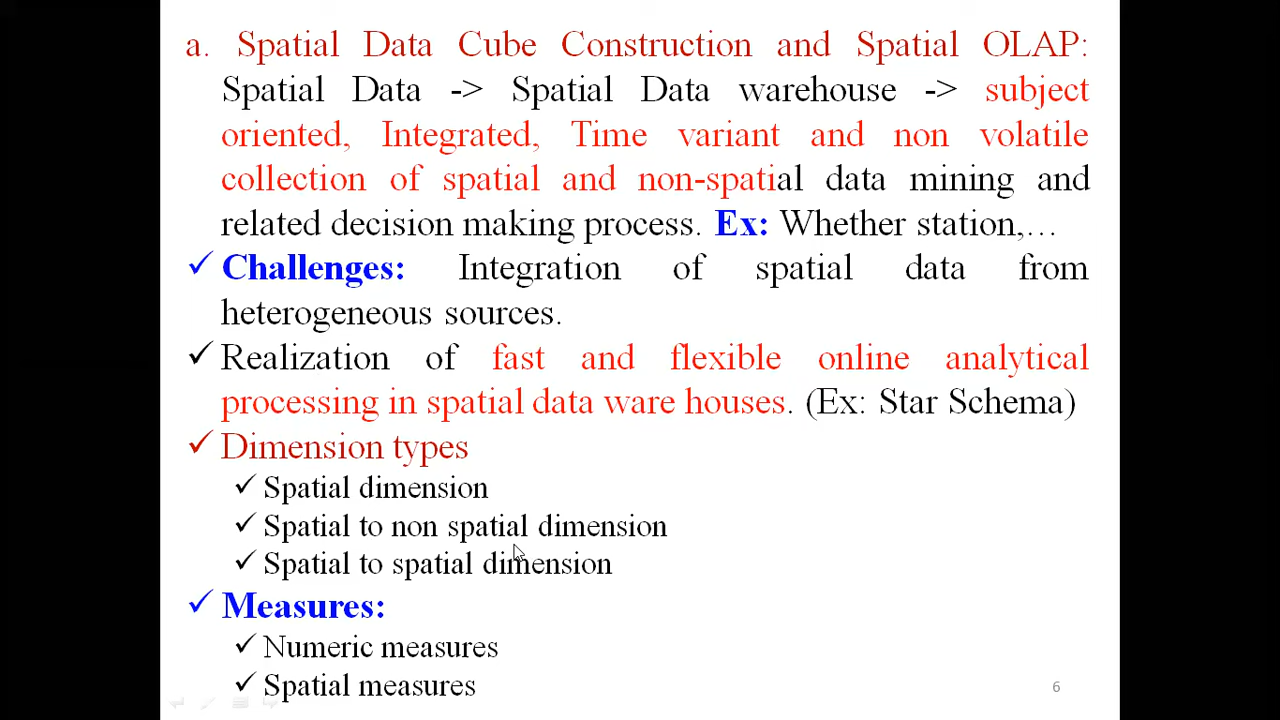 a. Spatial Data Cube Construction and Spatial OLAP:
Spatial Data -> Spatial Data warehouse -> subject
oriented, Integrated, Time variant and non volatile
collection of spatial and non-spatial data mining and
related decision making process. Ex: Whether station,…
✓ Challenges: Integration of spatial data from
heterogeneous sources.
✓ Realization of fast and flexible online analytical
processing in spatial data ware houses. (Ex: Star Schema)
✓ Dimension types
✓ Spatial dimension
✓ Spatial to non spatial dimension
✓ Spatial to spatial dimension
✓ Measures:
✓ Numeric measures
✓ Spatial measures
6